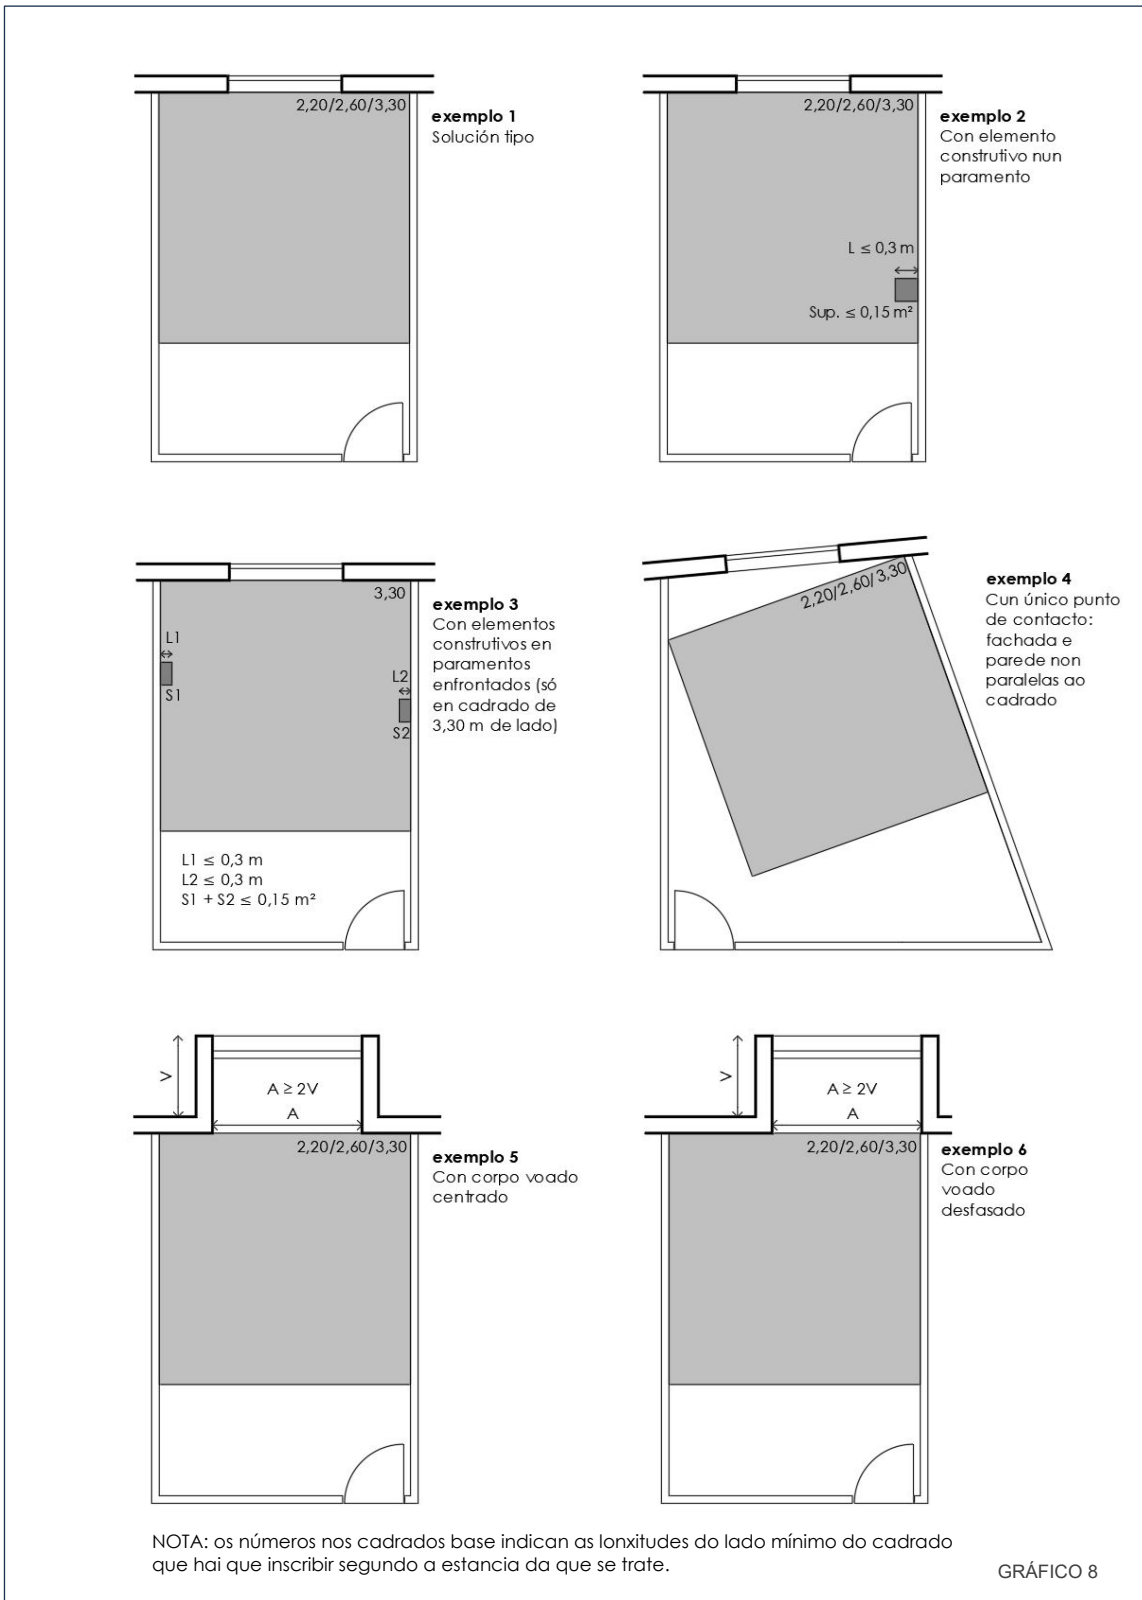 2,20/2,60/3,30
exemplo 1
Solución tipo
2,20/2,60/3,30
exemplo 2
Con elemento
construtivo nun
paramento
L ≤ 0,3 m
Sup. ≤ 0,15 m²
3,30
L1
S1
L2
S2
exemplo 3
Con elementos
construtivos en
paramentos
enfrontados (só
en cadrado de
3,30 m de lado)
L1 ≤ 0,3 m
L2 ≤ 0,3 m
S1 + S2 ≤ 0,15 m²
2,20/2,60/3,30
exemplo 4
Cun único punto
de contacto:
fachada e
parede non
paralelas ao
cadrado
V
A ≥ 2V
A
2,20/2,60/3,30
exemplo 5
Con corpo voado
centrado
V
A ≥ 2V
A
2,20/2,60/3,30
exemplo 6
Con corpo
voado
desfasado
NOTA: os números nos cadrados base indican as lonxitudes do lado mínimo do cadrado
que hai que inscribir segundo a estancia da que se trate.
GRÁFICO 8